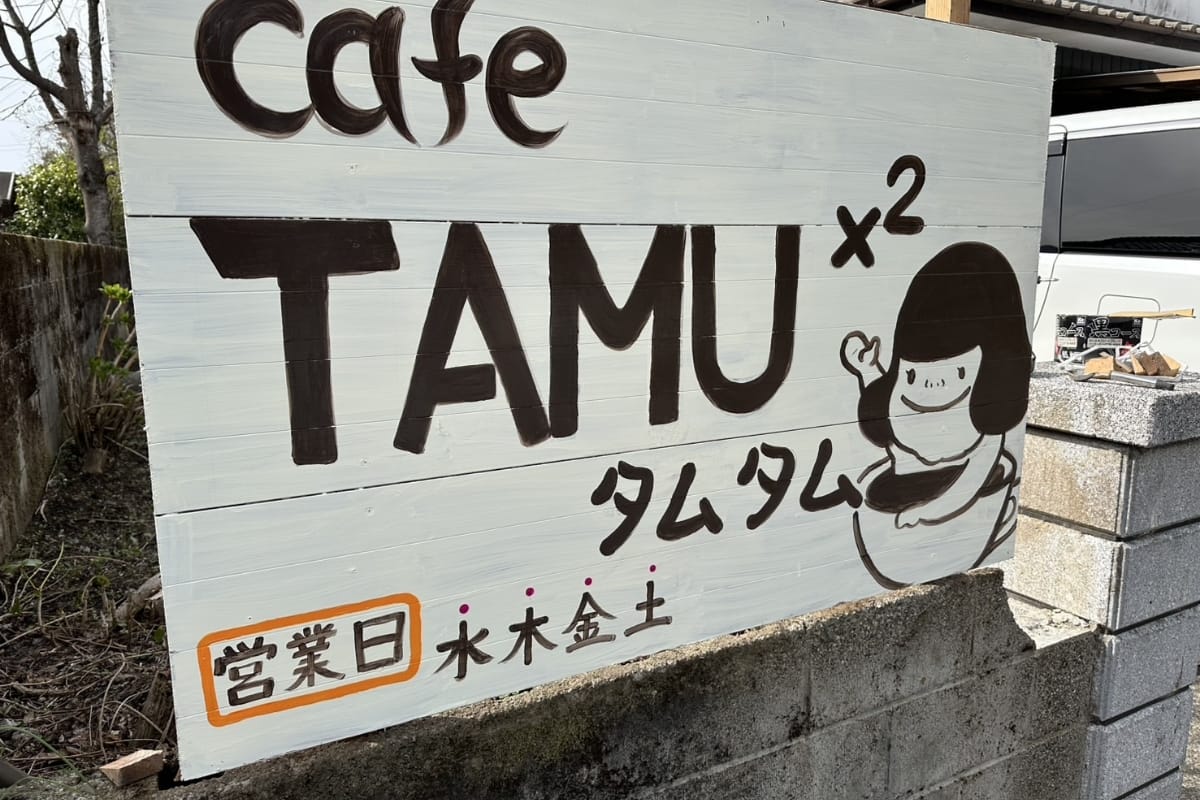 cafe
TAMU x2
タムタム
営業日 水木金土